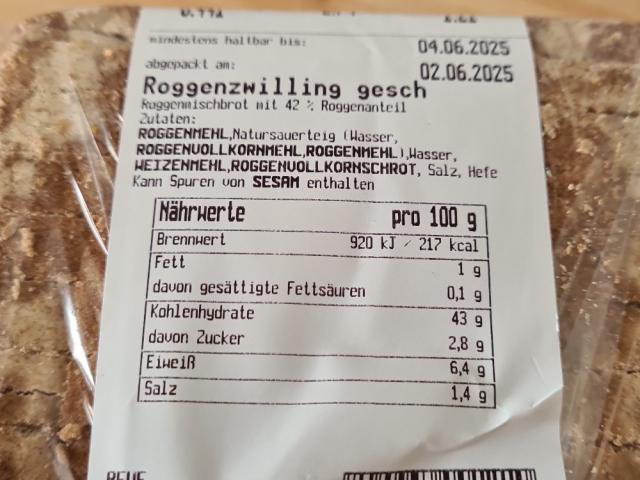 mindestens haltbar bis: 04.06.2025
abgepackt am: 02.06.2025
Roggenzwilling gesch
Roggenmischbrot mit 42 % Roggenanteil
Zutaten:
ROGGENMEHL,Natursauerteig (Wasser,
ROGGENVOLLKORNMEHL,ROGGENMEHL),Wasser,
WEIZENMEHL,ROGGENVOLLKORNSCHROT, Salz, Hefe
Kann Spuren von SESAM enthalten
Nährwerte pro 100 g
Brennwert 920 kJ / 217 kcal
Fett 1 g
davon gesättigte Fettsäuren 0,1 g
Kohlenhydrate 43 g
davon Zucker 2,8 g
Eiweiß 6,4 g
Salz 1,4 g